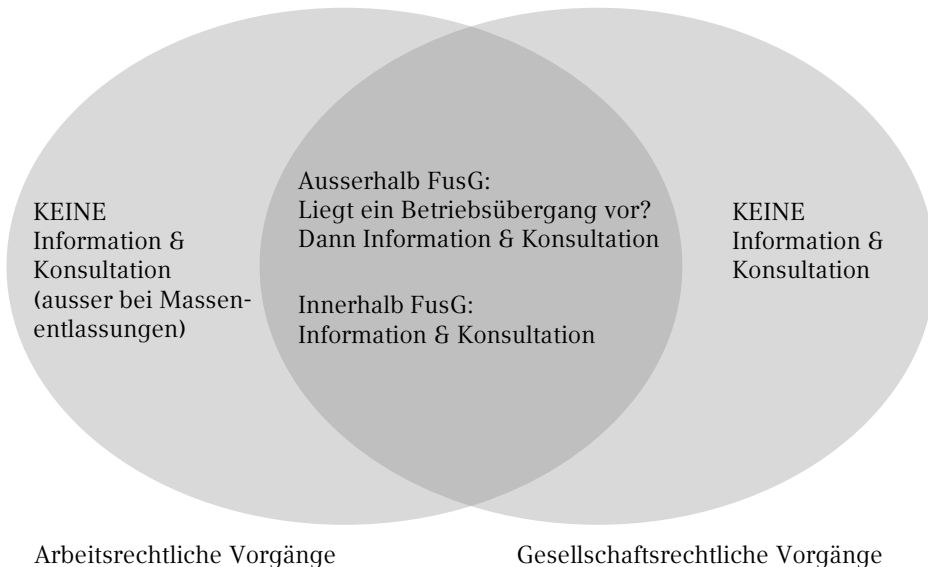 KEINE
Information &
Konsultation
(ausser bei Massen-
entlassungen)
Ausserhalb FusG:
Liegt ein Betriebsübergang vor?
Dann Information & Konsultation
Innerhalb FusG:
Information & Konsultation
KEINE
Information &
Konsultation
Arbeitsrechtliche Vorgänge
Gesellschaftsrechtliche Vorgänge